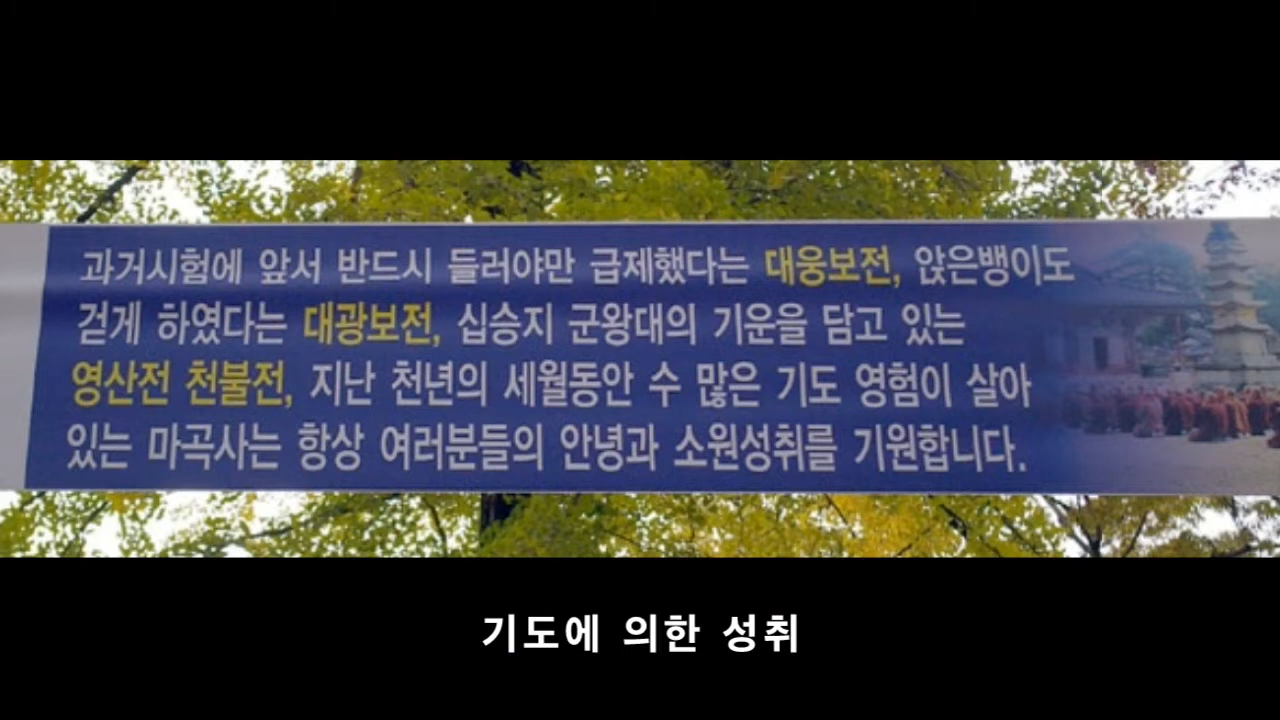 과거시험에 앞서 반드시 들러야만 급제했다는 대웅보전, 앉은뱅이도
걷게 하였다는 대광보전, 십승지 군왕대의 기운을 담고 있는
영산전 천불전, 지난 천년의 세월동안 수 많은 기도 영험이 살아
있는 마곡사는 항상 여러분들의 안녕과 소원성취를 기원합니다.
기도에 의한 성취